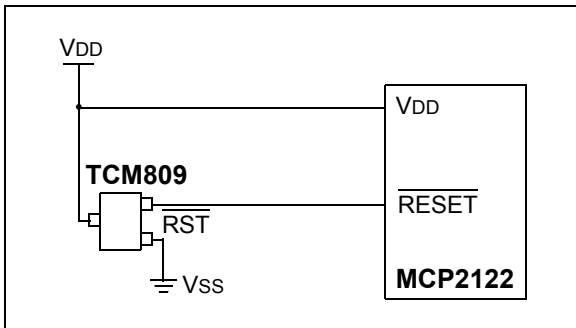 VDD
VDD
TCM809
RST
RESET
VSS
MCP2122